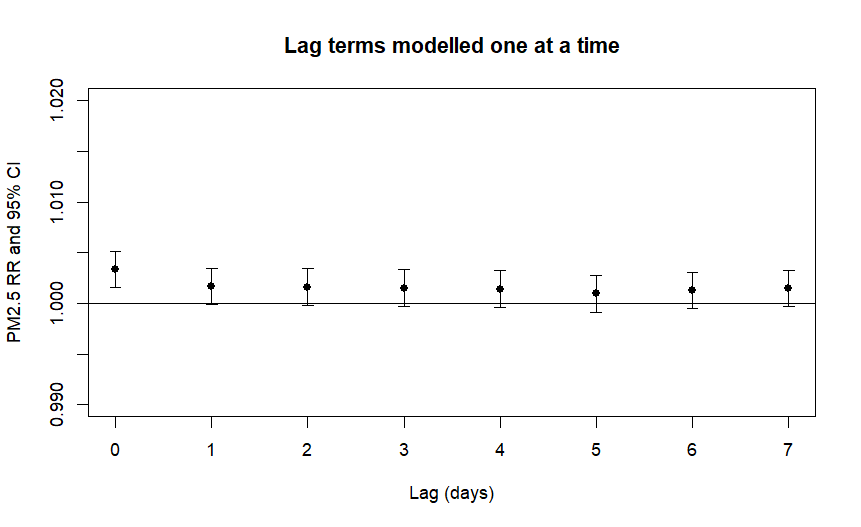 Lag terms modelled one at a time
PM2.5 RR and 95% CI
1.020
1.010
1.000
0.990
0 1 2 3 4 5 6 7
Lag (days)